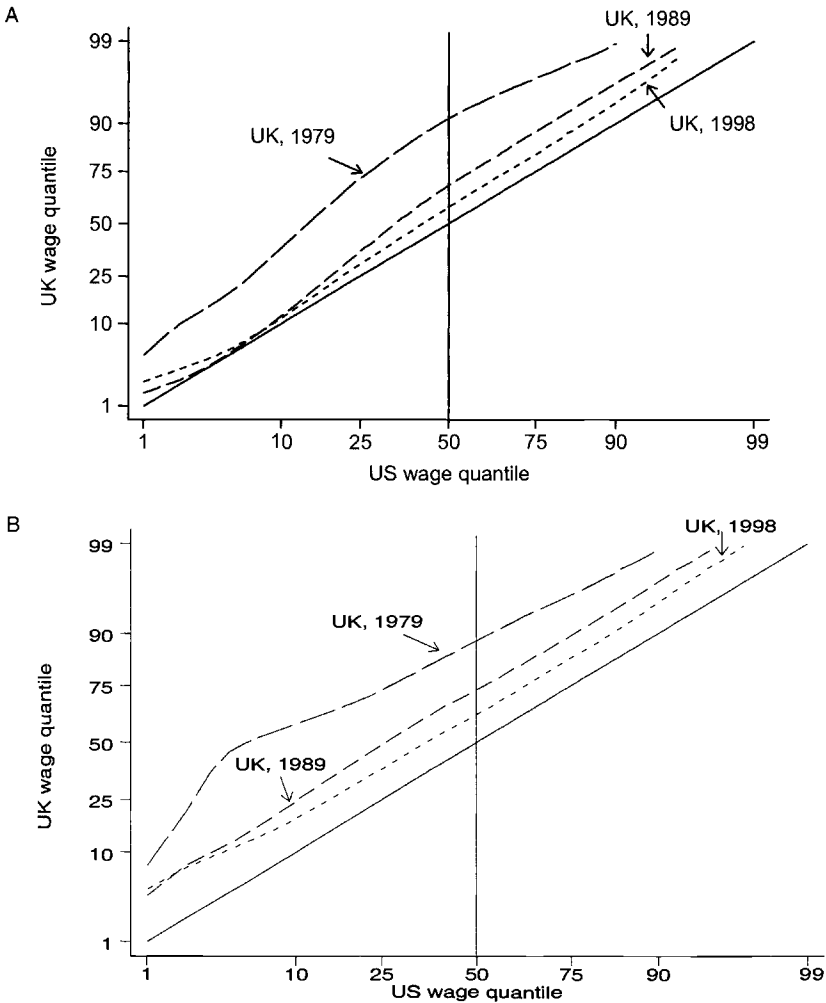 A
UK, 1989
99
90
UK, 1979
UK, 1998
75
UK wage quantile
50
25
10
1
1 10 25 50 75 90 99
US wage quantile
B
UK, 1998
99
90
UK, 1979
75
UK wage quantile
50
UK, 1989
25
10
1
1 10 25 50 75 90 99
US wage quantile